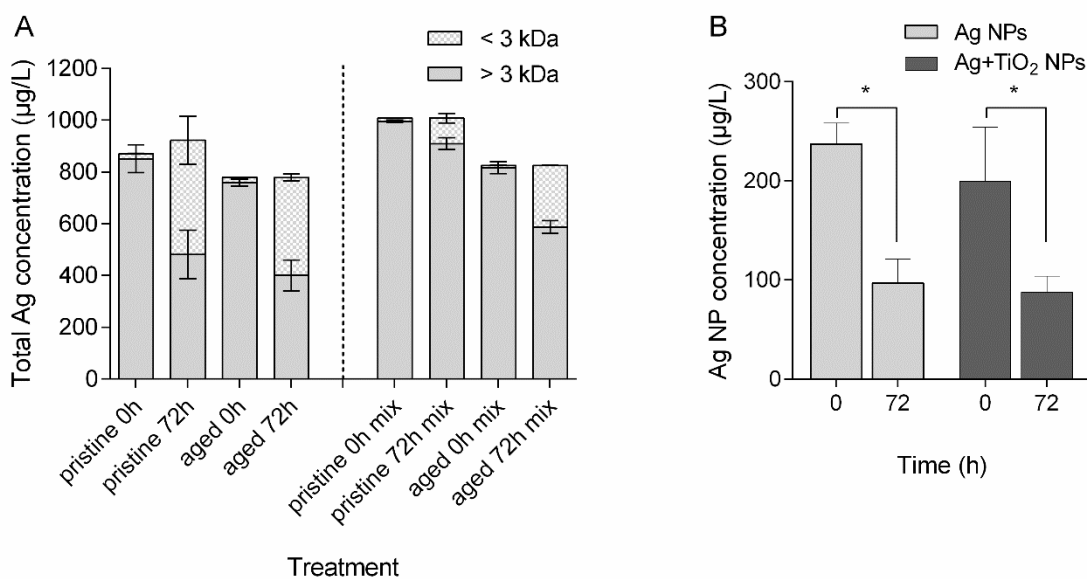 A
< 3 kDa
> 3 kDa
Total Ag concentration (µg/L)
1200
1000
800
600
400
200
0
pristine 0h
pristine 72h
aged 0h
aged 72h
pristine 0h mix
pristine 72h mix
aged 0h mix
aged 72h mix
Treatment
B
Ag NPs
Ag+TiO₂ NPs
Ag NP concentration (µg/L)
300
200
100
0
*
*
0 72 0 72
Time (h)